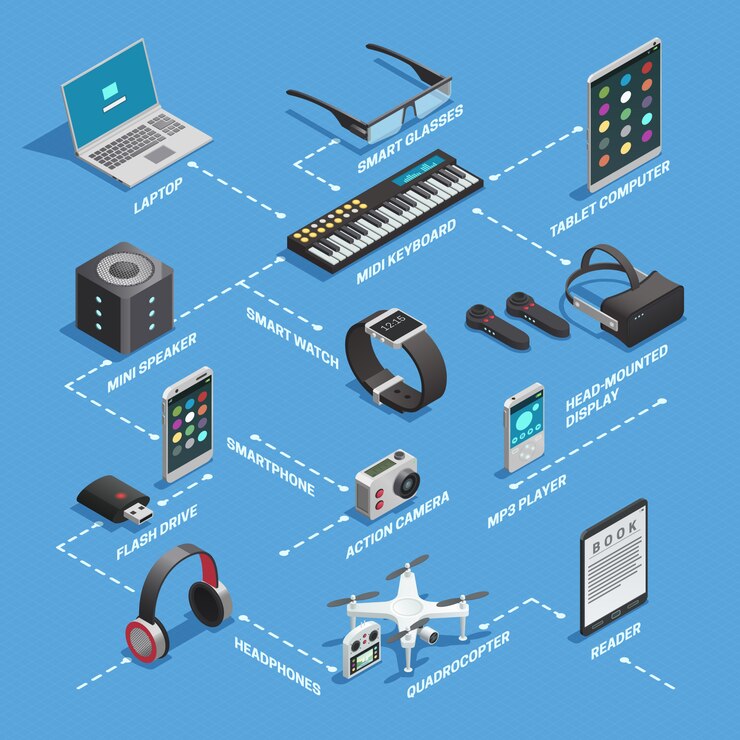 SMART GLASSES
LAPTOP
TABLET COMPUTER
MIDI KEYBOARD
SMART WATCH
12:15
MINI SPEAKER
HEAD-MOUNTED
DISPLAY
SMARTPHONE
MP3 PLAYER
FLASH DRIVE
ACTION CAMERA
BOOK
HEADPHONES
QUADROCOPTER
READER